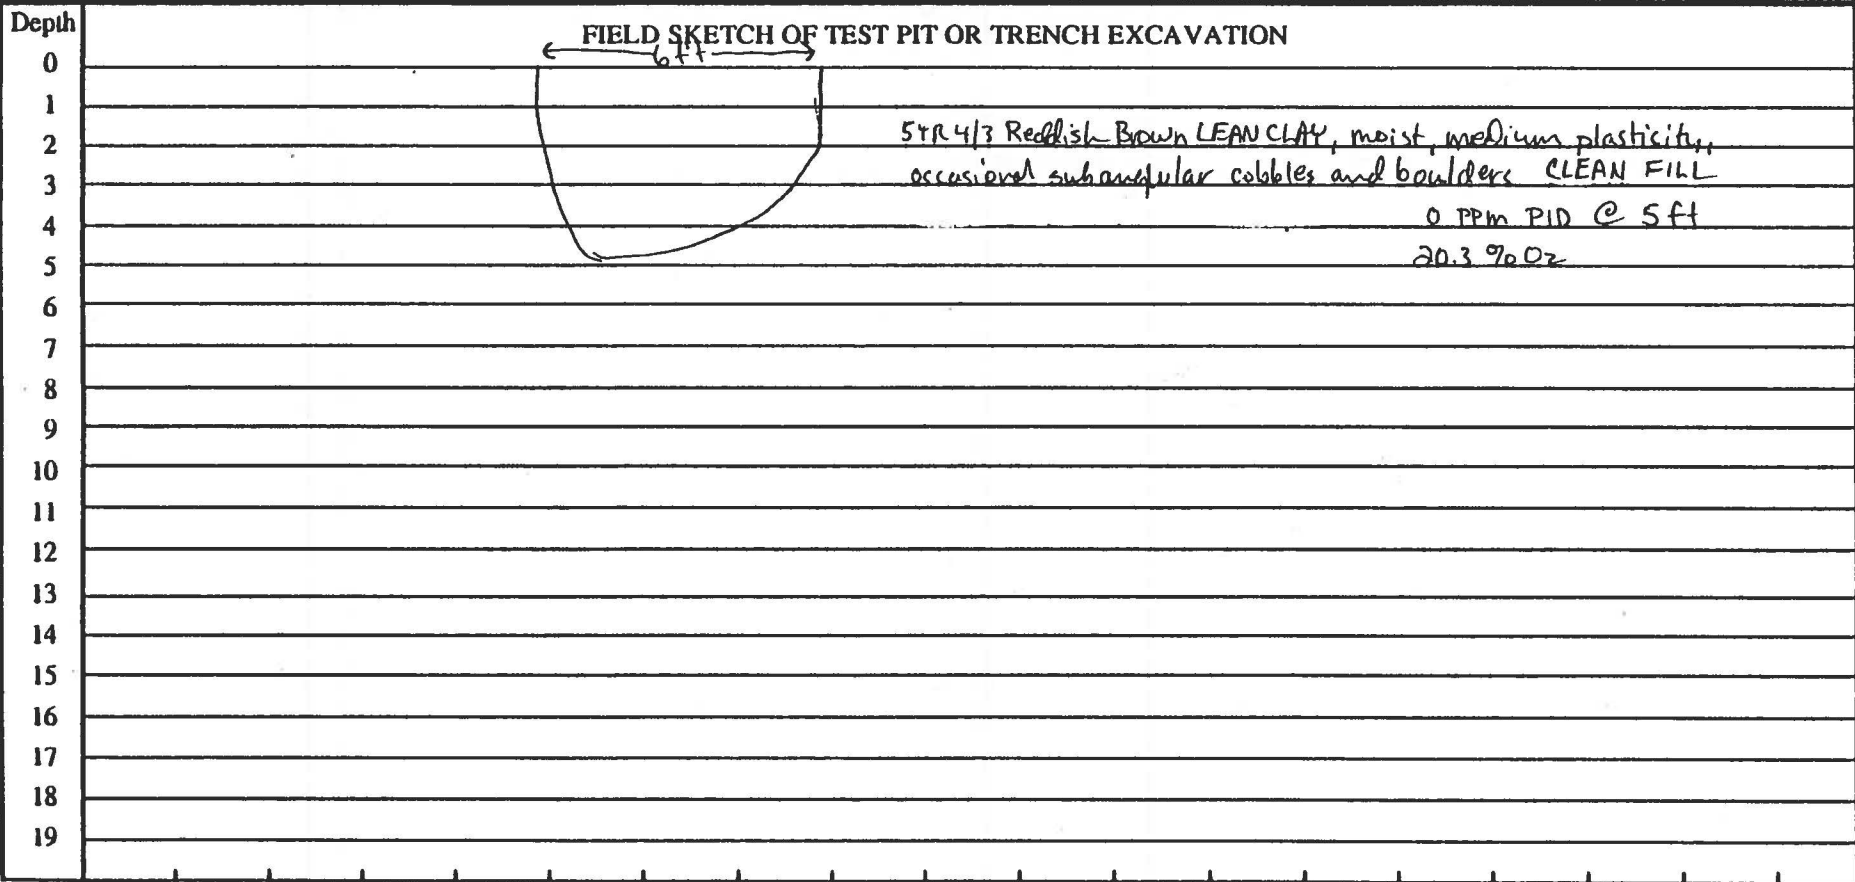 Depth
FIELD SKETCH OF TEST PIT OR TRENCH EXCAVATION
6ft
0
1
5YR 4/3 Reddish Brown LEAN CLAY, moist, medium plasticity,
2
occasional subangular cobbles and boulders CLEAN FILL
3
0 PPm PID @ 5ft
4
20.3 % O2
5
6
7
8
9
10
11
12
13
14
15
16
17
18
19